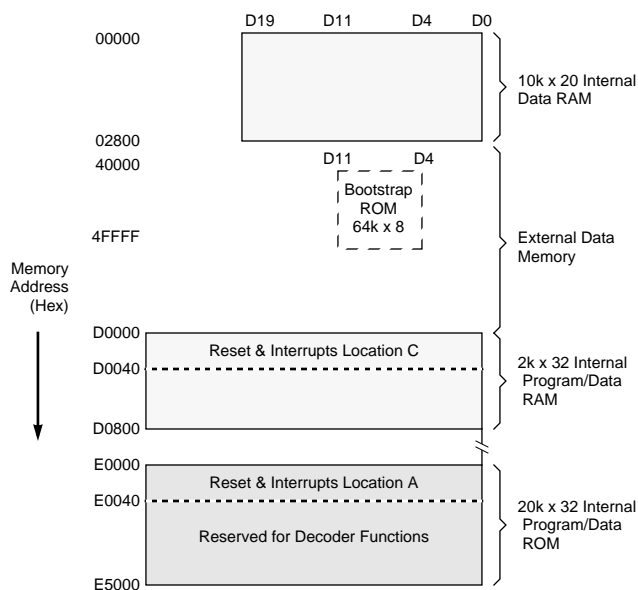 D19 D11 D4 D0
00000
10k x 20 Internal
Data RAM
02800
40000
D11 D4
Bootstrap
ROM
64k x 8
4FFFF
External Data
Memory
Memory
Address
(Hex)
D0000
Reset & Interrupts Location C
D0040
2k x 32 Internal
Program/Data
RAM
D0800
E0000
Reset & Interrupts Location A
E0040
Reserved for Decoder Functions
20k x 32 Internal
Program/Data
ROM
E5000